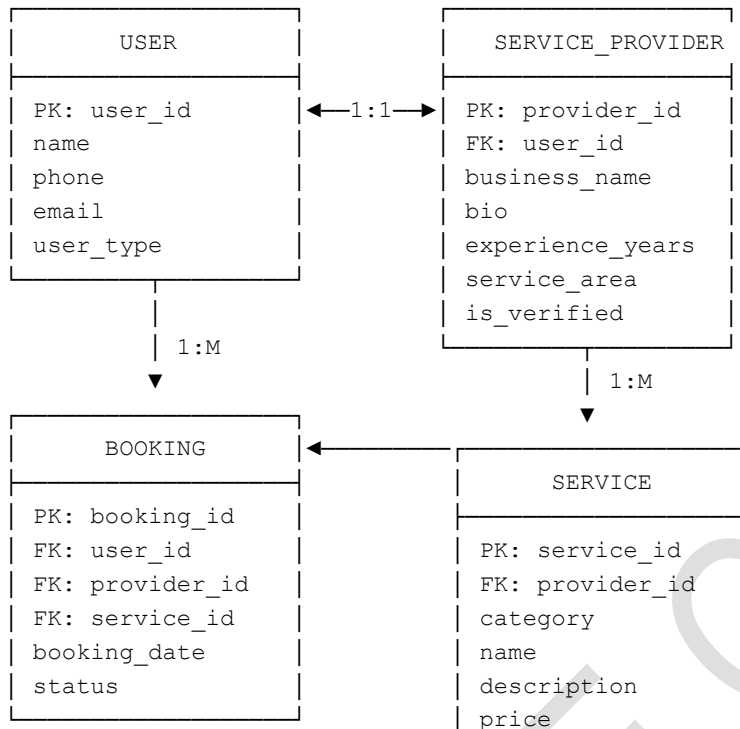 USER
PK: user_id
name
phone
email
user_type
1:1
SERVICE_PROVIDER
PK: provider_id
FK: user_id
business_name
bio
experience_years
service_area
is_verified
1:M
1:M
BOOKING
PK: booking_id
FK: user_id
FK: provider_id
FK: service_id
booking_date
status
SERVICE
PK: service_id
FK: provider_id
category
name
description
price